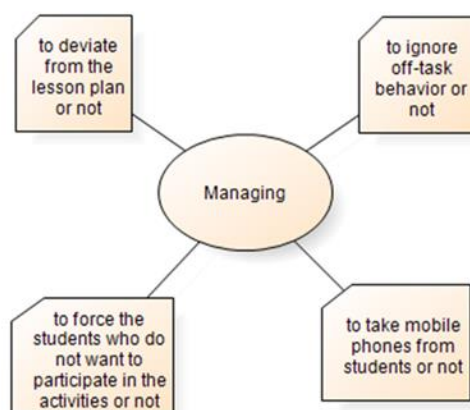 to deviate
from the
lesson plan
or not
to ignore
off-task
behavior or
not
Managing
to force the
students who do
not want to
participate in the
activities or not
to take mobile
phones from
students or not